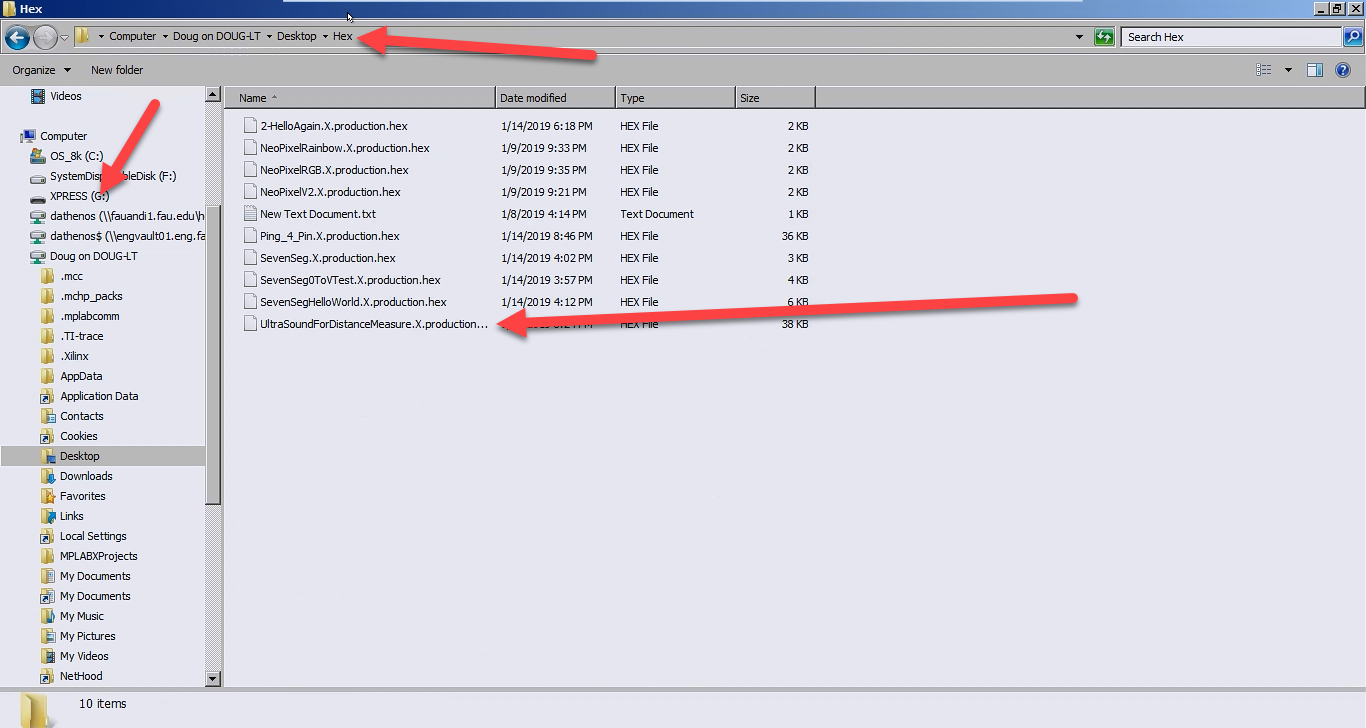 Hex
Computer Doug on DOUG-LT Desktop Hex
Search Hex
Organize New folder
Videos
Computer
OS_8k (C:)
XPRESS (G:)
dathenos (\\fauandi1.fau.edu\h
dathenos$ (\\engvault01.eng.fa
Doug on DOUG-LT
.mcc
.mchp_packs
.mplabcomm
.TI-trace
.Xilinx
AppData
Application Data
Contacts
Cookies
Desktop
Downloads
Favorites
Links
Local Settings
MPLABXProjects
My Documents
My Documents
My Music
My Pictures
My Videos
NetHood
Name Date modified Type Size
2-HelloAgain.X.production.hex 1/14/2019 6:18 PM HEX File 2 KB
NeoPixelRainbow.X.production.hex 1/9/2019 9:33 PM HEX File 2 KB
NeoPixelRGB.X.production.hex 1/9/2019 9:35 PM HEX File 2 KB
NeoPixelV2.X.production.hex 1/9/2019 9:21 PM HEX File 2 KB
New Text Document.txt 1/8/2019 4:14 PM Text Document 1 KB
Ping_4_Pin.X.production.hex 1/14/2019 8:46 PM HEX File 36 KB
SevenSeg.X.production.hex 1/14/2019 4:02 PM HEX File 3 KB
SevenSeg0ToVTest.X.production.hex 1/14/2019 3:57 PM HEX File 4 KB
SevenSegHelloWorld.X.production.hex 1/14/2019 4:12 PM HEX File 6 KB
UltraSoundForDistanceMeasure.X.production... HEX File 38 KB
10 items